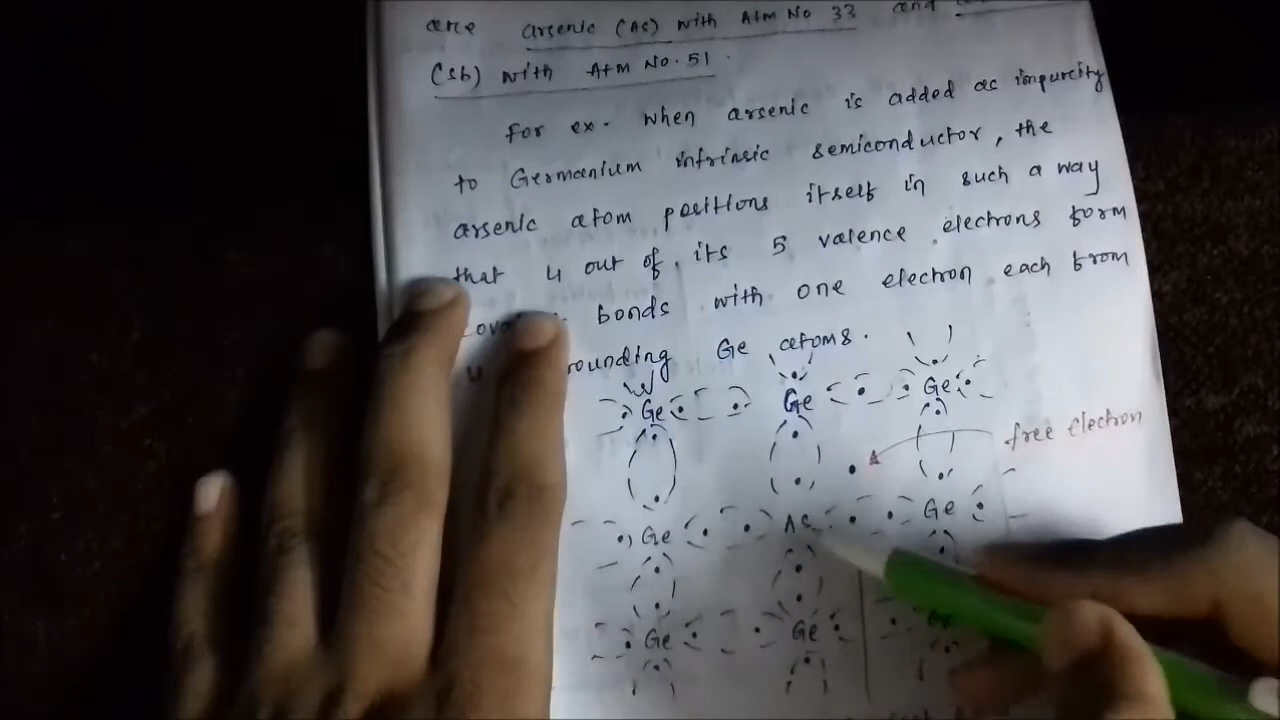 are arsenic (As) with Atm No 33 and
(Sb) with Atm No. 51.
For ex. when arsenic is added as impurity
to Germanium intrinsic semiconductor, the
arsenic atom positions itself in such a way
that 4 out of its 5 valence electrons form
bonds with one electron each from
rounding Ge atoms.
Ge Ge Ge
free electron
Ge As Ge
Ge Ge Ge